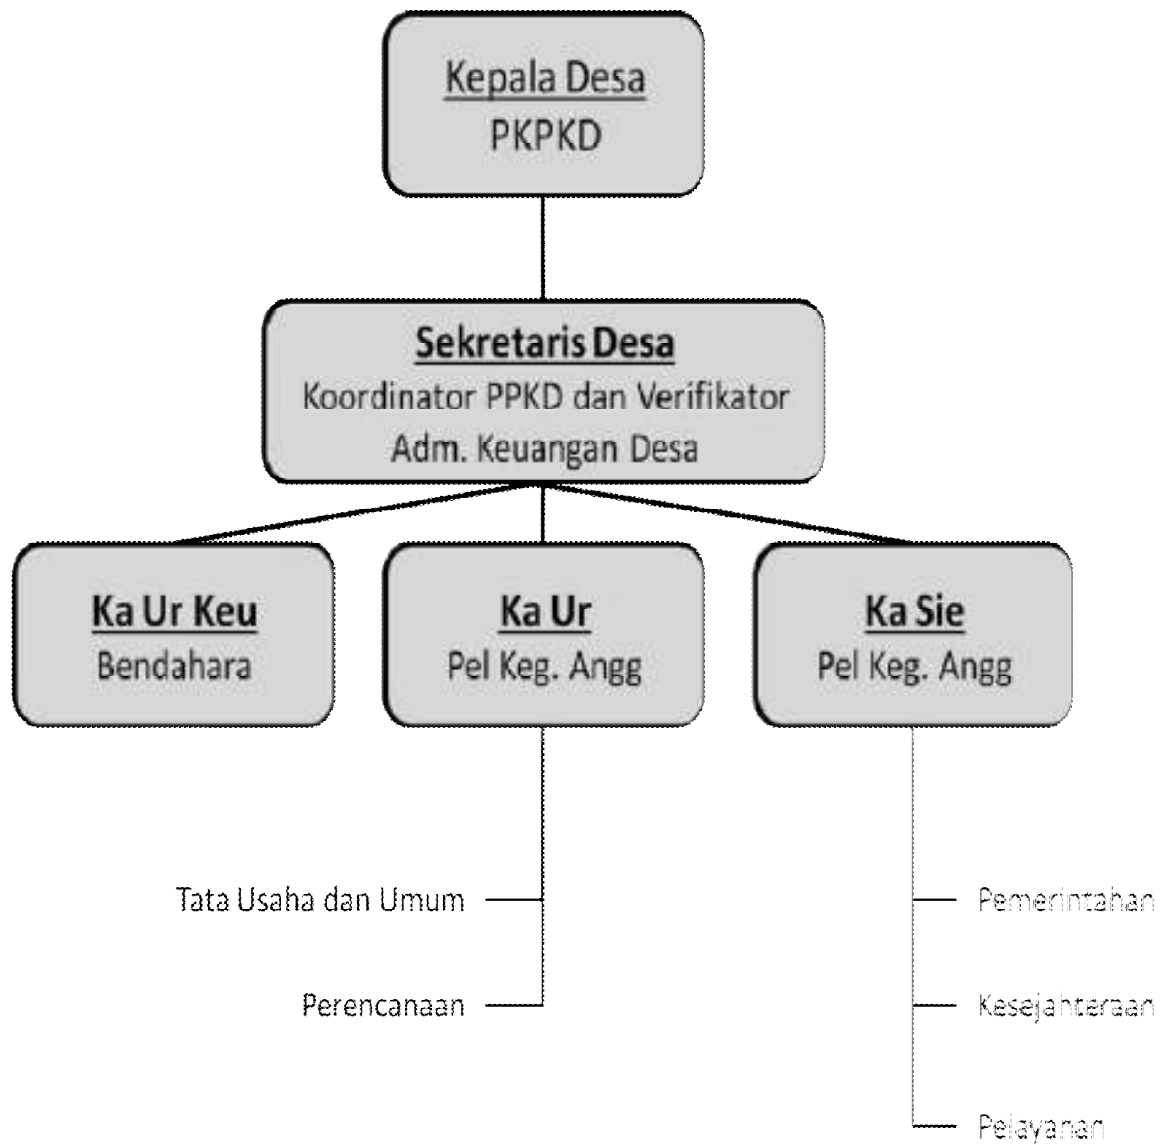 Kepala Desa
PKPKD
Sekretaris Desa
Koordinator PPKD dan Verifikator
Adm. Keuangan Desa
Ka Ur Keu
Bendahara
Ka Ur
Pel Keg. Angg
Ka Sie
Pel Keg. Angg
Tata Usaha dan Umum
Perencanaan
Pemerintahan
Kesejahteraan
Pelayanan